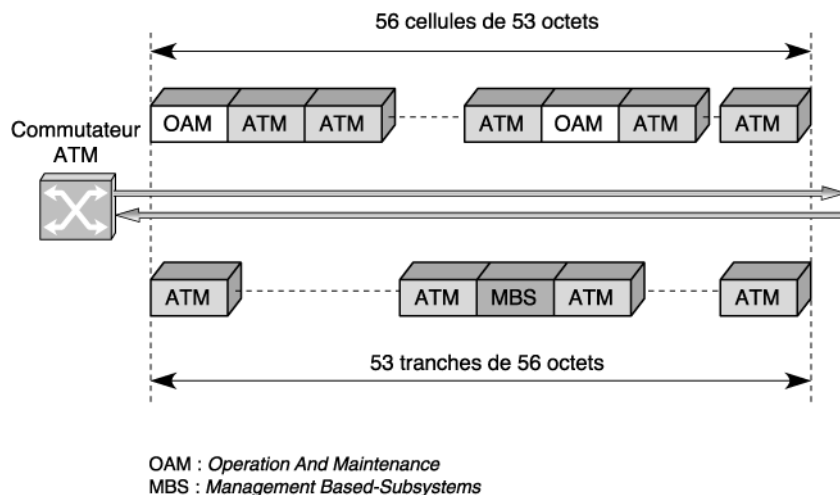 56 cellules de 53 octets
OAM ATM ATM ATM OAM ATM ATM
Commutateur
ATM
ATM ATM MBS ATM ATM
53 tranches de 56 octets
OAM : Operation And Maintenance
MBS : Management Based-Subsystems